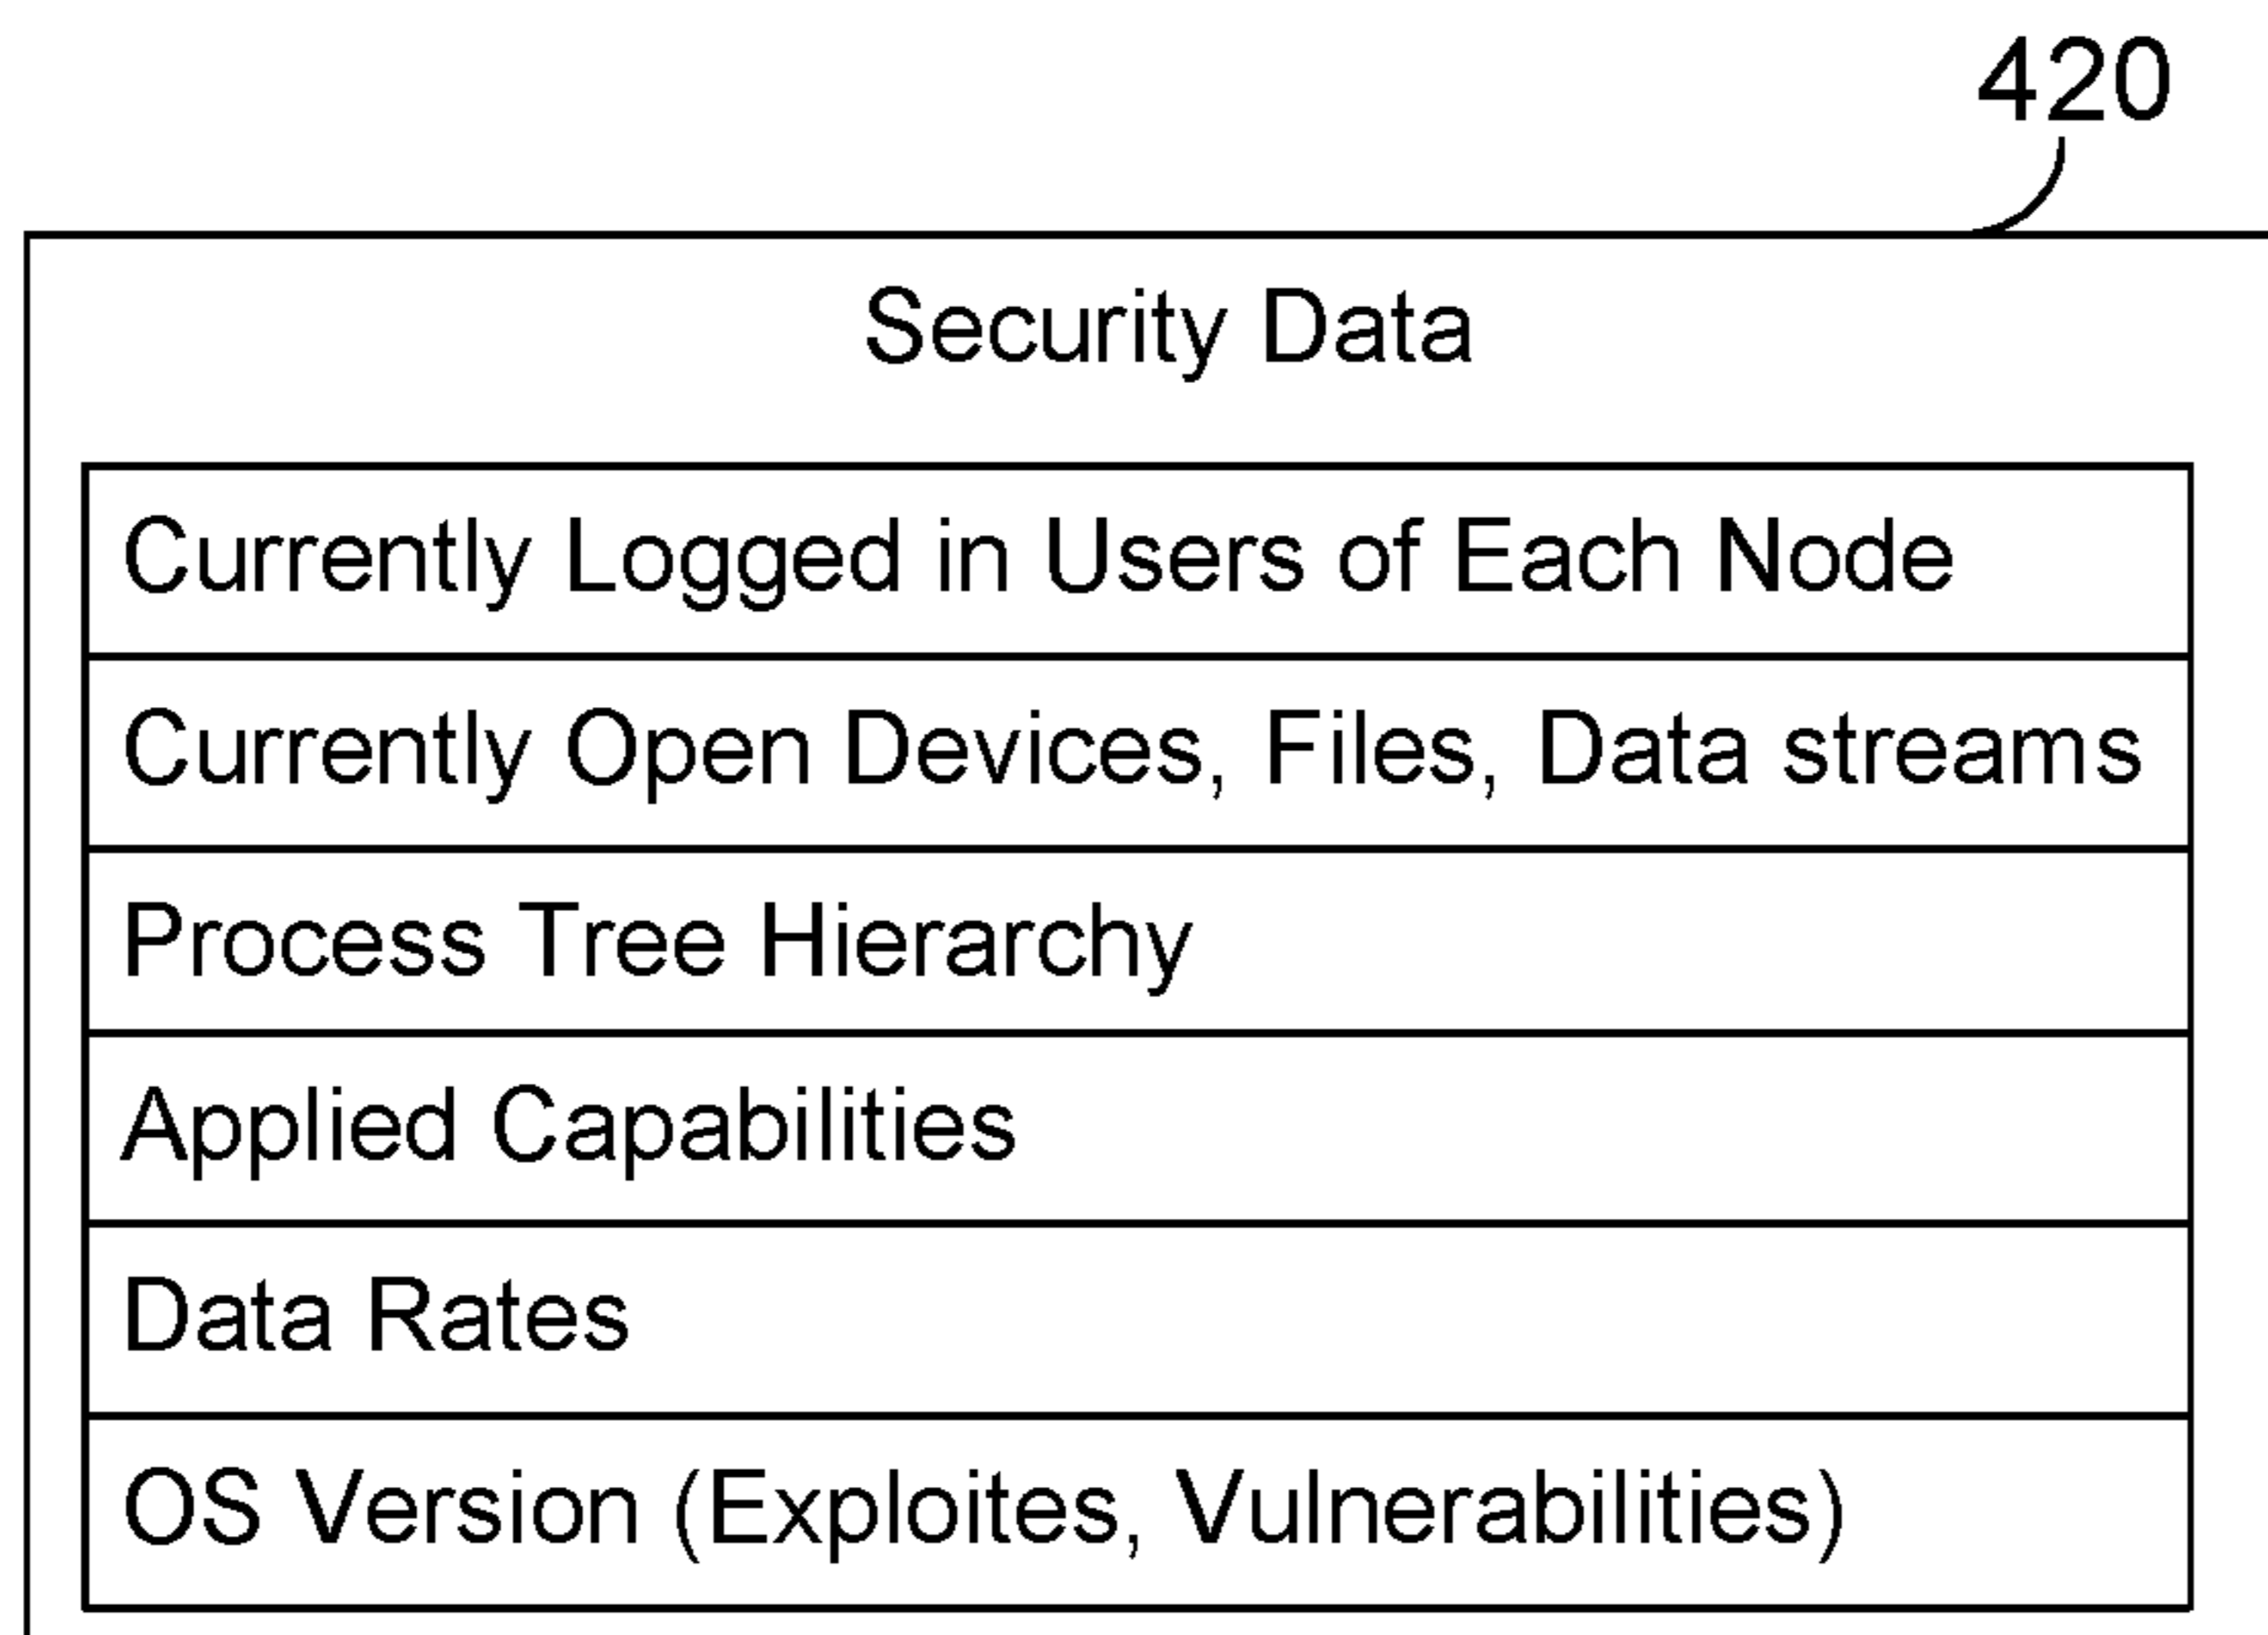 420
Security Data
Currently Logged in Users of Each Node
Currently Open Devices, Files, Data streams
Process Tree Hierarchy
Applied Capabilities
Data Rates
OS Version (Exploites, Vulnerabilities)